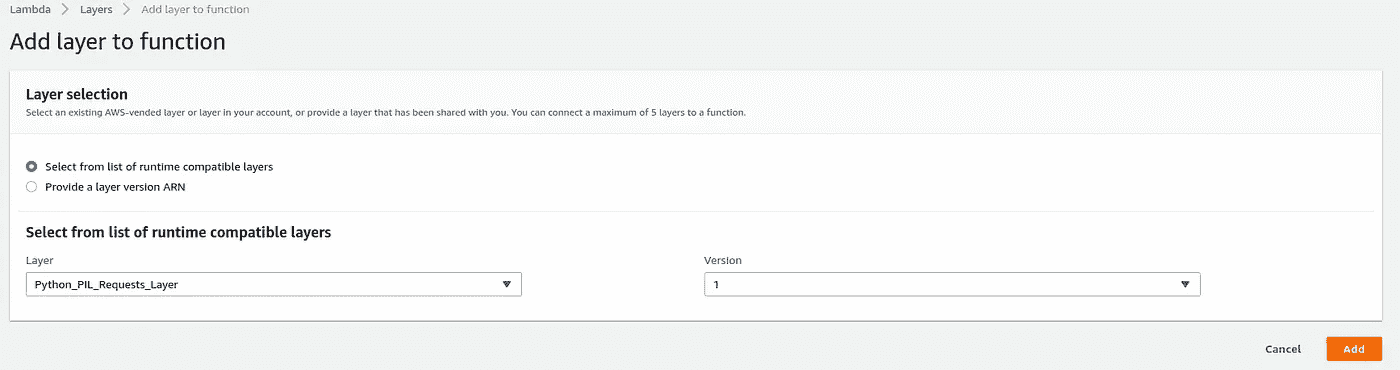 Lambda > Layers > Add layer to function
Add layer to function
Layer selection
Select an existing AWS-vended layer or layer in your account, or provide a layer that has been shared with you. You can connect a maximum of 5 layers to a function.
Select from list of runtime compatible layers
Provide a layer version ARN
Select from list of runtime compatible layers
Layer Version
Python_PIL_Requests_Layer 1
Cancel Add